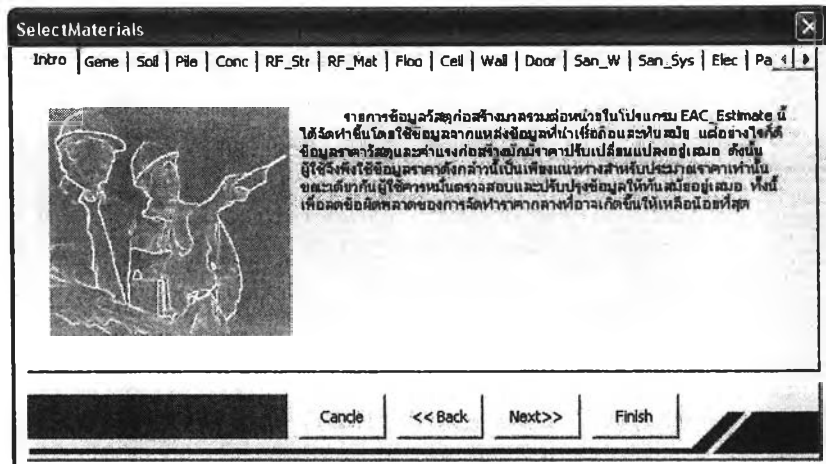 SelectMaterials
Intro Gene Soil Pile Conc RF_Str RF_Mat Floo Ceil Wall Door San_W San_Sys Elec Pa
รายการข้อมูลวัสดุก่อสร้างมวลรวมต่อหน่วยในโปรแกรม EAC_Estimate นี้
ได้จัดทำขึ้นโดยใช้ข้อมูลจากแหล่งข้อมูลที่น่าเชื่อถือและทันสมัย แต่อย่างไรก็ดี
ข้อมูลราคาวัสดุและค่าแรงก่อสร้างมักมีราคาปรับเปลี่ยนแปลงอยู่เสมอ ดังนั้น
ผู้ใช้จึงพึงใช้ข้อมูลราคาดังกล่าวนี้เป็นเพียงแนวทางสำหรับประมาณราคาเท่านั้น
ขณะเดียวกันผู้ใช้ควรหมั่นตรวจสอบและปรับปรุงข้อมูลให้ทันสมัยอยู่เสมอ ทั้งนี้
เพื่อลดข้อผิดพลาดของการจัดทำราคากลางที่อาจเกิดขึ้นให้เหลือน้อยที่สุด
Cancle <<Back Next>> Finish